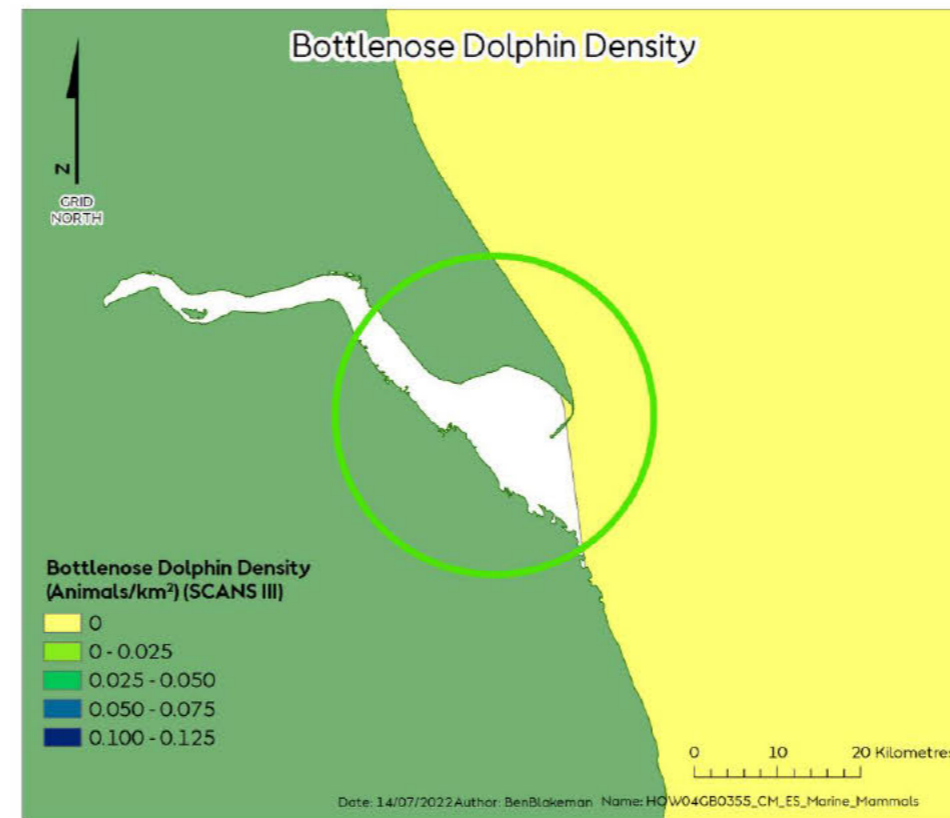 Bottlenose Dolphin Density
N
GRID
NORTH
Bottlenose Dolphin Density
(Animals/km²) (SCANS III)
0
0 - 0.025
0.025 - 0.050
0.050 - 0.075
0.100 - 0.125
0 10 20 Kilometres
Date: 14/07/2022 Author: BenBlakeman Name: HOW04GB0355_CM_ES_Marine_Mammals